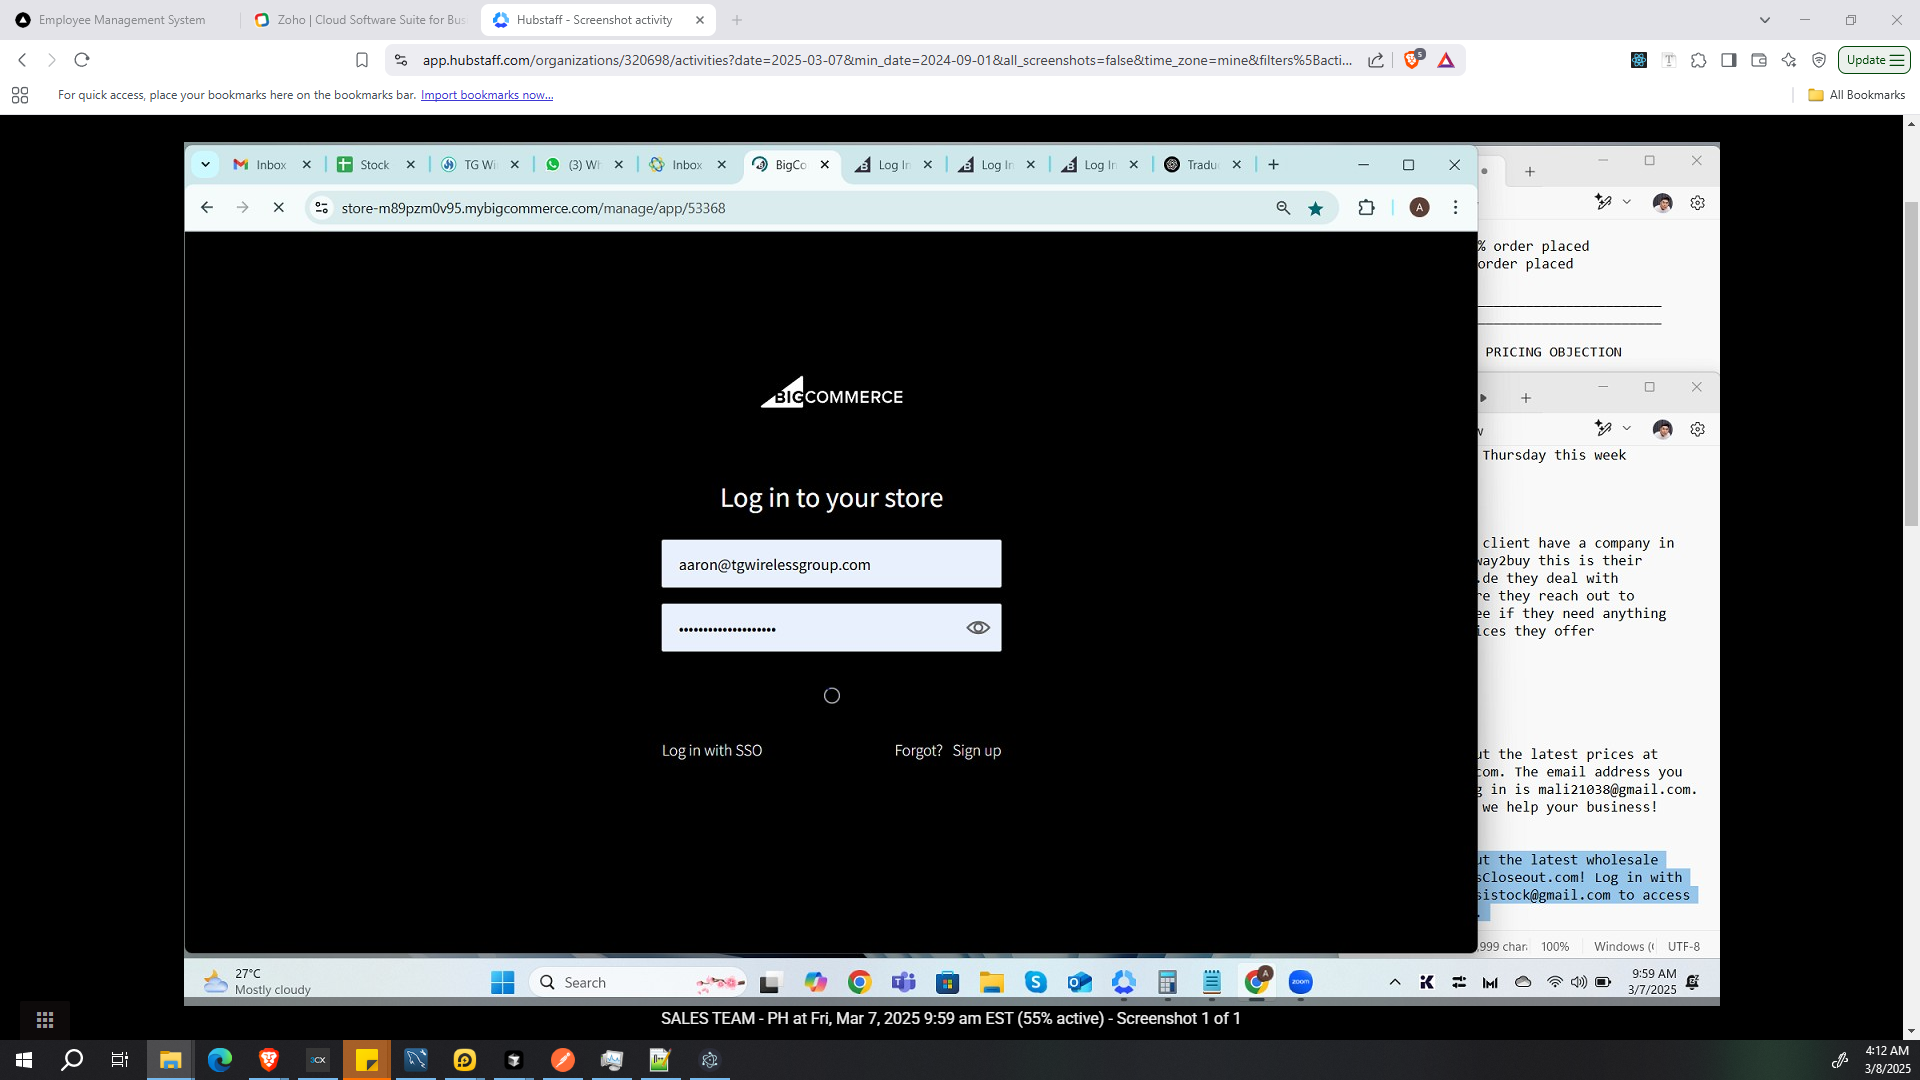 Employee Management System
Zoho | Cloud Software Suite for Bus
Hubstaff - Screenshot activity
app.hubstaff.com/organizations/320698/activities?date=2025-03-07&min_date=2024-09-01&all_screenshots=false&time_zone=mine&filters%5Bacti...
5
Update
For quick access, place your bookmarks here on the bookmarks bar. Import bookmarks now...
All Bookmarks
Inbox
Stock
TG Wi
(3) Wh
Inbox
BigCo
Log In
Log In
Log In
Tradu
store-m89pzm0v95.mybigcommerce.com/manage/app/53368
A
% order placed
order placed
PRICING OBJECTION
BIGCOMMERCE
Log in to your store
aaron@tgwirelessgroup.com
Log in with SSO
Forgot? Sign up
Thursday this week
client have a company in
way2buy this is their
.de they deal with
re they reach out to
ee if they need anything
ices they offer
ut the latest prices at
com. The email address you
g in is mali21038@gmail.com.
we help your business!
ut the latest wholesale
sCloseout.com! Log in with
sistock@gmail.com to access
.
999 char
100%
Windows (
UTF-8
27°C
Mostly cloudy
Search
A
zoom
9:59 AM
3/7/2025
SALES TEAM - PH at Fri, Mar 7, 2025 9:59 am EST (55% active) - Screenshot 1 of 1
3CX
4:12 AM
3/8/2025